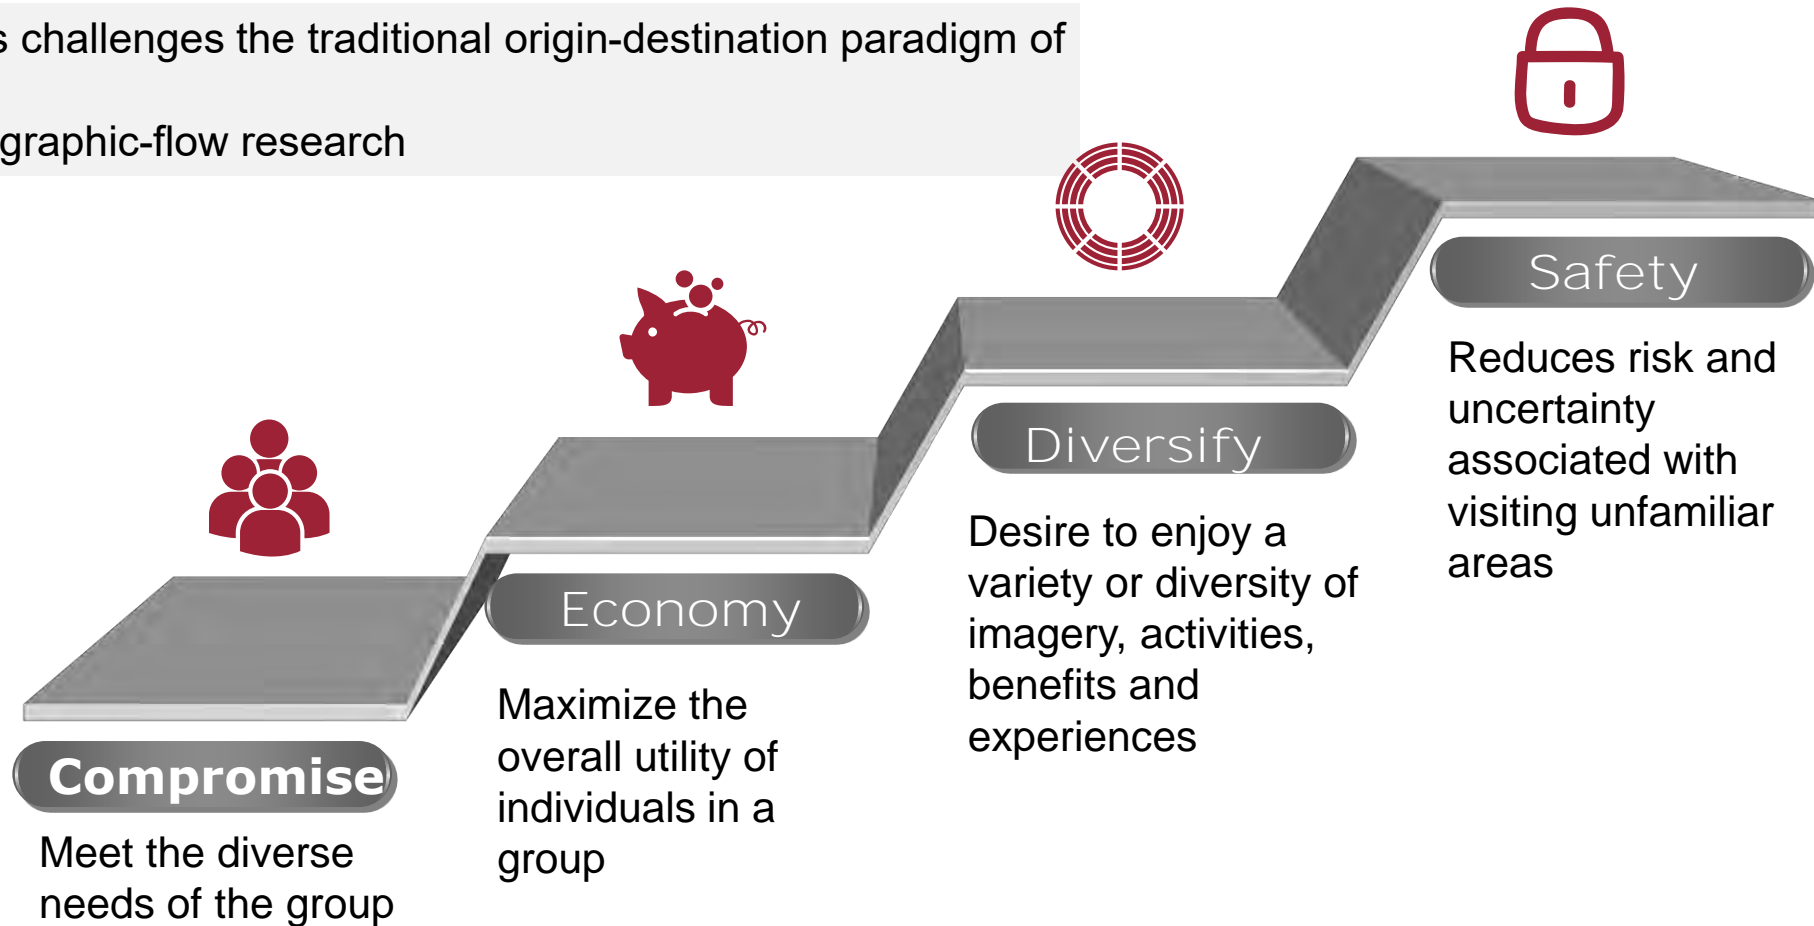 s challenges the traditional origin-destination paradigm of
graphic-flow research
Compromise
Meet the diverse
needs of the group
Economy
Maximize the
overall utility of
individuals in a
group
Diversify
Desire to enjoy a
variety or diversity of
imagery, activities,
benefits and
experiences
Safety
Reduces risk and
uncertainty
associated with
visiting unfamiliar
areas